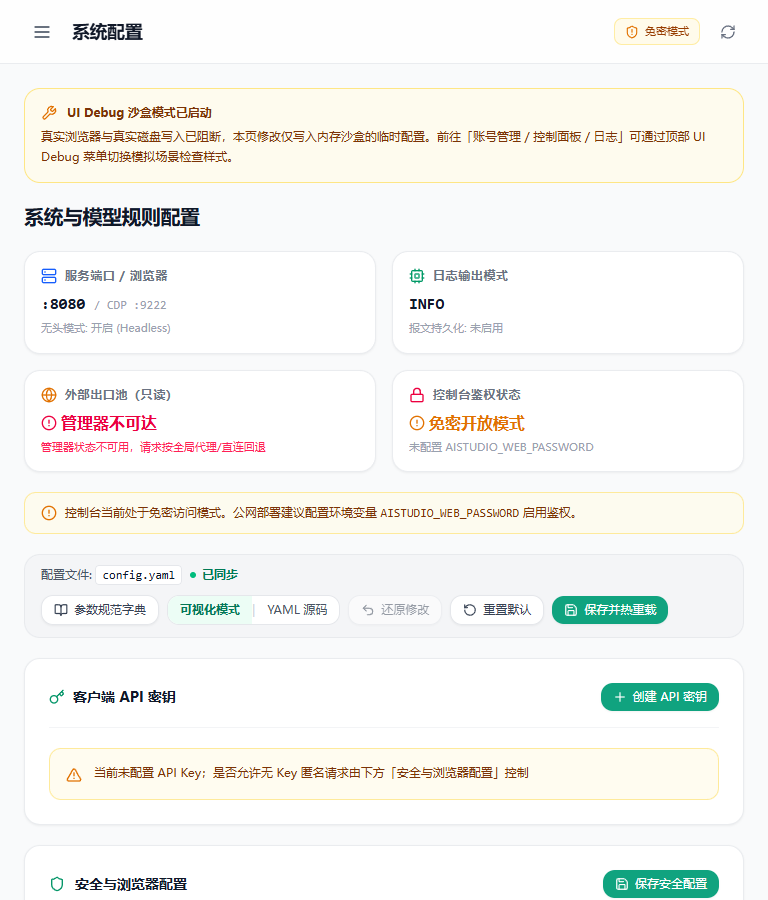 系统配置
免密模式
UI Debug 沙盒模式已启动
真实浏览器与真实磁盘写入已阻断，本页修改仅写入内存沙盒的临时配置。前往「账号管理 / 控制面板 / 日志」可通过顶部 UI
Debug 菜单切换模拟场景检查样式。
系统与模型规则配置
服务端口 / 浏览器
:8080 / CDP :9222
无头模式: 开启 (Headless)
日志输出模式
INFO
报文持久化: 未启用
外部出口池（只读）
管理器不可达
管理器状态不可用，请求按全局代理/直连回退
控制台鉴权状态
免密开放模式
未配置 AISTUDIO_WEB_PASSWORD
控制台当前处于免密访问模式。公网部署建议配置环境变量 AISTUDIO_WEB_PASSWORD 启用鉴权。
配置文件: config.yaml 已同步
参数规范字典 可视化模式 YAML 源码 还原修改 重置默认 保存并热重载
客户端 API 密钥
创建 API 密钥
当前未配置 API Key；是否允许无 Key 匿名请求由下方「安全与浏览器配置」控制
安全与浏览器配置
保存安全配置